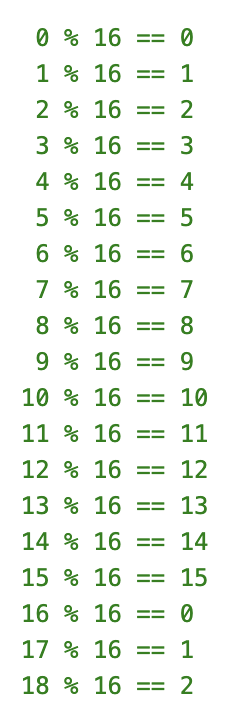 0 % 16 == 0
1 % 16 == 1
2 % 16 == 2
3 % 16 == 3
4 % 16 == 4
5 % 16 == 5
6 % 16 == 6
7 % 16 == 7
8 % 16 == 8
9 % 16 == 9
10 % 16 == 10
11 % 16 == 11
12 % 16 == 12
13 % 16 == 13
14 % 16 == 14
15 % 16 == 15
16 % 16 == 0
17 % 16 == 1
18 % 16 == 2